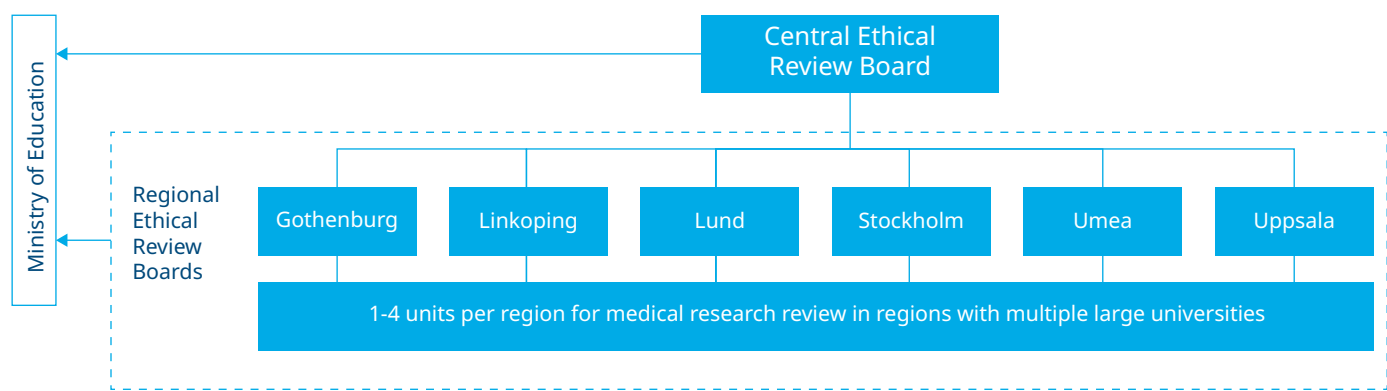 Central Ethical
Review Board
Ministry of Education
Regional
Ethical
Review
Boards
Gothenburg
Linkoping
Lund
Stockholm
Umea
Uppsala
1-4 units per region for medical research review in regions with multiple large universities